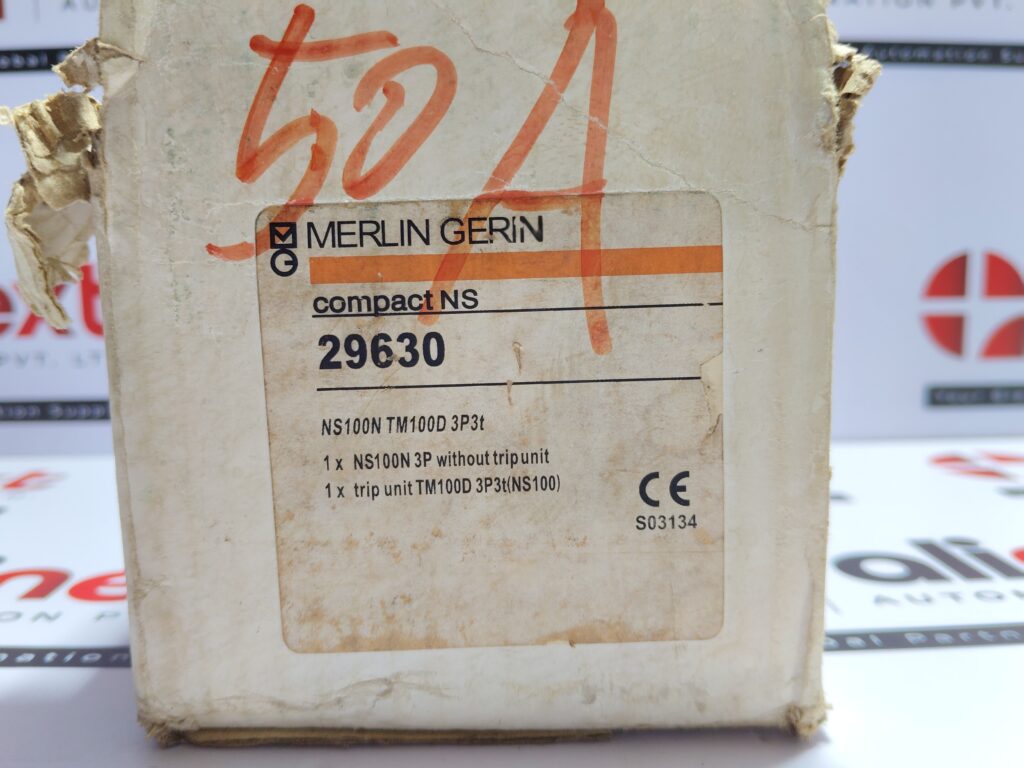 50A
MERLIN GERIN
compact NS
29630
NS100N TM100D 3P3t
1 x NS100N 3P without trip unit
1 x trip unit TM100D 3P3t(NS100)
CE
S03134